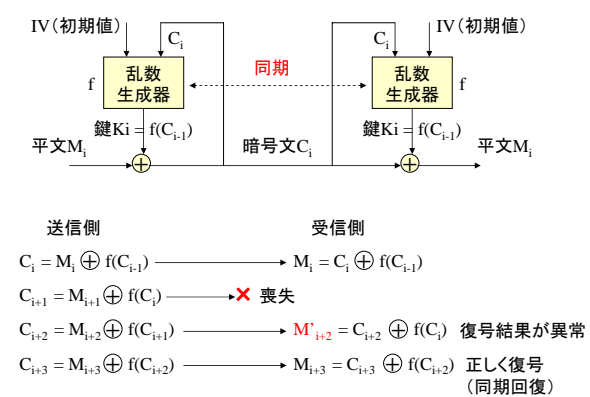 IV(初期値) IV(初期値)
Cᵢ Cᵢ
同期
f 乱数生成器 乱数生成器 f
鍵Ki = f(Cᵢ₋₁) 鍵Ki = f(Cᵢ₋₁)
平文Mᵢ 暗号文Cᵢ 平文Mᵢ
送信側 受信側
Cᵢ = Mᵢ ⊕ f(Cᵢ₋₁) Mᵢ = Cᵢ ⊕ f(Cᵢ₋₁)
Cᵢ₊₁ = Mᵢ₊₁ ⊕ f(Cᵢ) × 喪失
Cᵢ₊₂ = Mᵢ₊₂ ⊕ f(Cᵢ₊₁) M'ᵢ₊₂ = Cᵢ₊₂ ⊕ f(Cᵢ) 復号結果が異常
Cᵢ₊₃ = Mᵢ₊₃ ⊕ f(Cᵢ₊₂) Mᵢ₊₃ = Cᵢ₊₃ ⊕ f(Cᵢ₊₂) 正しく復号
(同期回復)